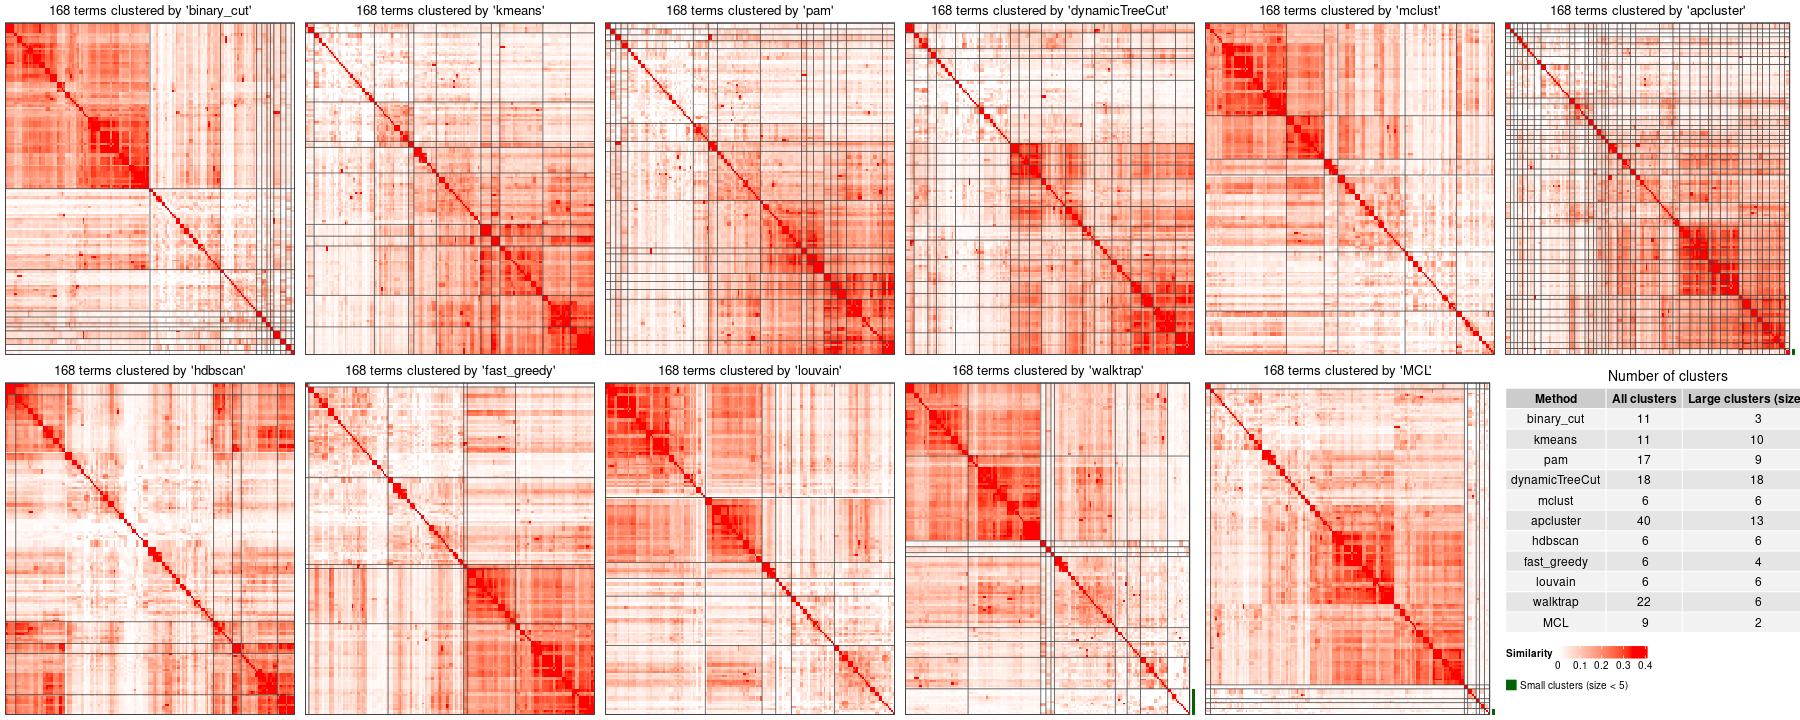 168 terms clustered by 'binary_cut'
168 terms clustered by 'kmeans'
168 terms clustered by 'pam'
168 terms clustered by 'dynamicTreeCut'
168 terms clustered by 'mclust'
168 terms clustered by 'apcluster'
168 terms clustered by 'hdbscan'
168 terms clustered by 'fast_greedy'
168 terms clustered by 'louvain'
168 terms clustered by 'walktrap'
168 terms clustered by 'MCL'
Number of clusters
Method All clusters Large clusters (size
binary_cut 11 3
kmeans 11 10
pam 17 9
dynamicTreeCut 18 18
mclust 6 6
apcluster 40 13
hdbscan 6 6
fast_greedy 6 4
louvain 6 6
walktrap 22 6
MCL 9 2
Similarity
0 0.1 0.2 0.3 0.4
Small clusters (size < 5)